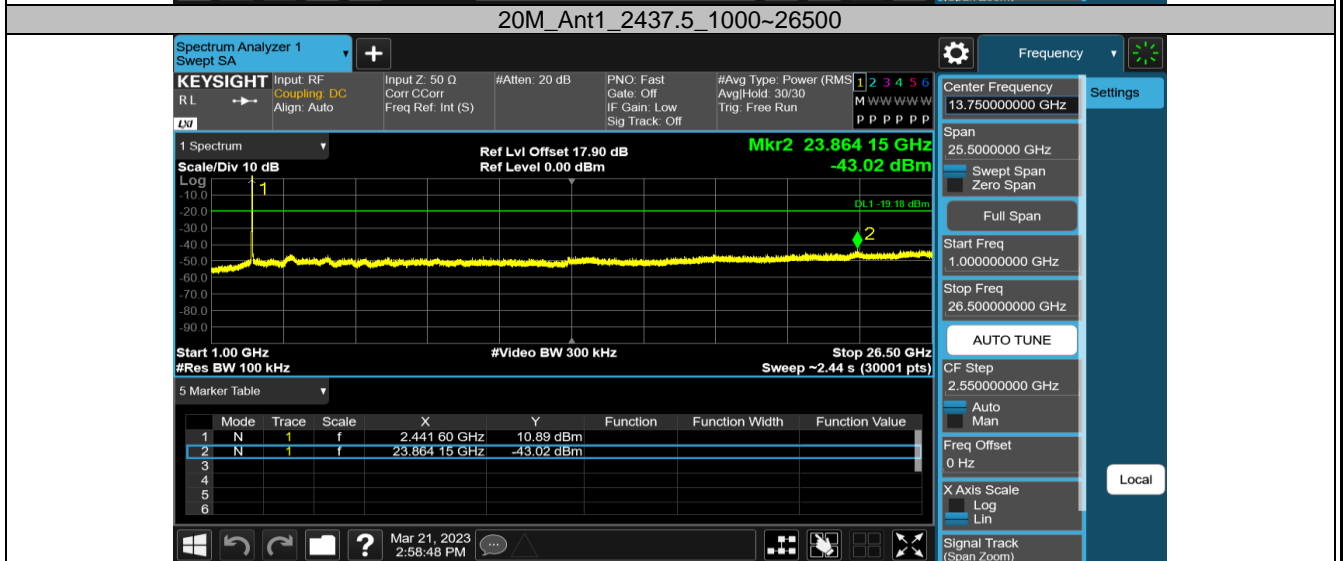 20M_Ant1_2437.5_1000~26500
Spectrum Analyzer 1
Swept SA
Frequency
KEYSIGHT
RL
LXI
Input: RF
Coupling: DC
Align: Auto
Input Z: 50 Ω
Corr CCorr
Freq Ref: Int (S)
#Atten: 20 dB
PNO: Fast
Gate: Off
IF Gain: Low
Sig Track: Off
#Avg Type: Power (RMS
Avg|Hold: 30/30
Trig: Free Run
1 2 3 4 5 6
M W W W W W
P P P P P P
Center Frequency
13.750000000 GHz
Settings
Span
25.5000000 GHz
Swept Span
Zero Span
Full Span
Start Freq
1.000000000 GHz
Stop Freq
26.500000000 GHz
AUTO TUNE
CF Step
2.550000000 GHz
Auto
Man
Freq Offset
0 Hz
X Axis Scale
Log
Lin
Signal Track
(Span Zoom)
Local
1 Spectrum
Scale/Div 10 dB
Ref Lvl Offset 17.90 dB
Ref Level 0.00 dBm
Mkr2 23.864 15 GHz
-43.02 dBm
Log
1
-10.0
-20.0
DL1 -19.18 dBm
-30.0
2
-40.0
-50.0
-60.0
-70.0
-80.0
-90.0
Start 1.00 GHz
#Video BW 300 kHz
Stop 26.50 GHz
#Res BW 100 kHz
Sweep ~2.44 s (30001 pts)
5 Marker Table
Mode Trace Scale X Y Function Function Width Function Value
1 N 1 f 2.441 60 GHz 10.89 dBm
2 N 1 f 23.864 15 GHz -43.02 dBm
3
4
5
6
?
Mar 21, 2023
2:58:48 PM